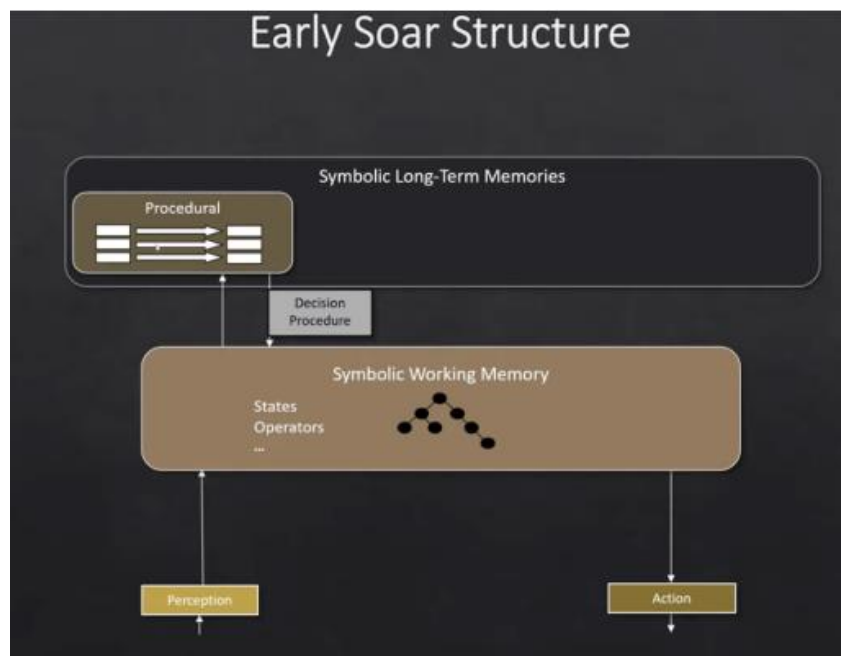 Early Soar Structure
Symbolic Long-Term Memories
Procedural
Decision
Procedure
Symbolic Working Memory
States
Operators
...
Perception
Action